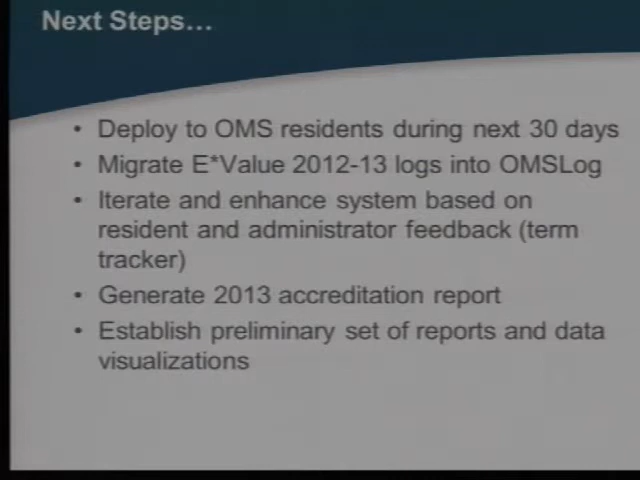 Next Steps…
• Deploy to OMS residents during next 30 days
• Migrate E*Value 2012-13 logs into OMSLog
• Iterate and enhance system based on
resident and administrator feedback (term
tracker)
• Generate 2013 accreditation report
• Establish preliminary set of reports and data
visualizations